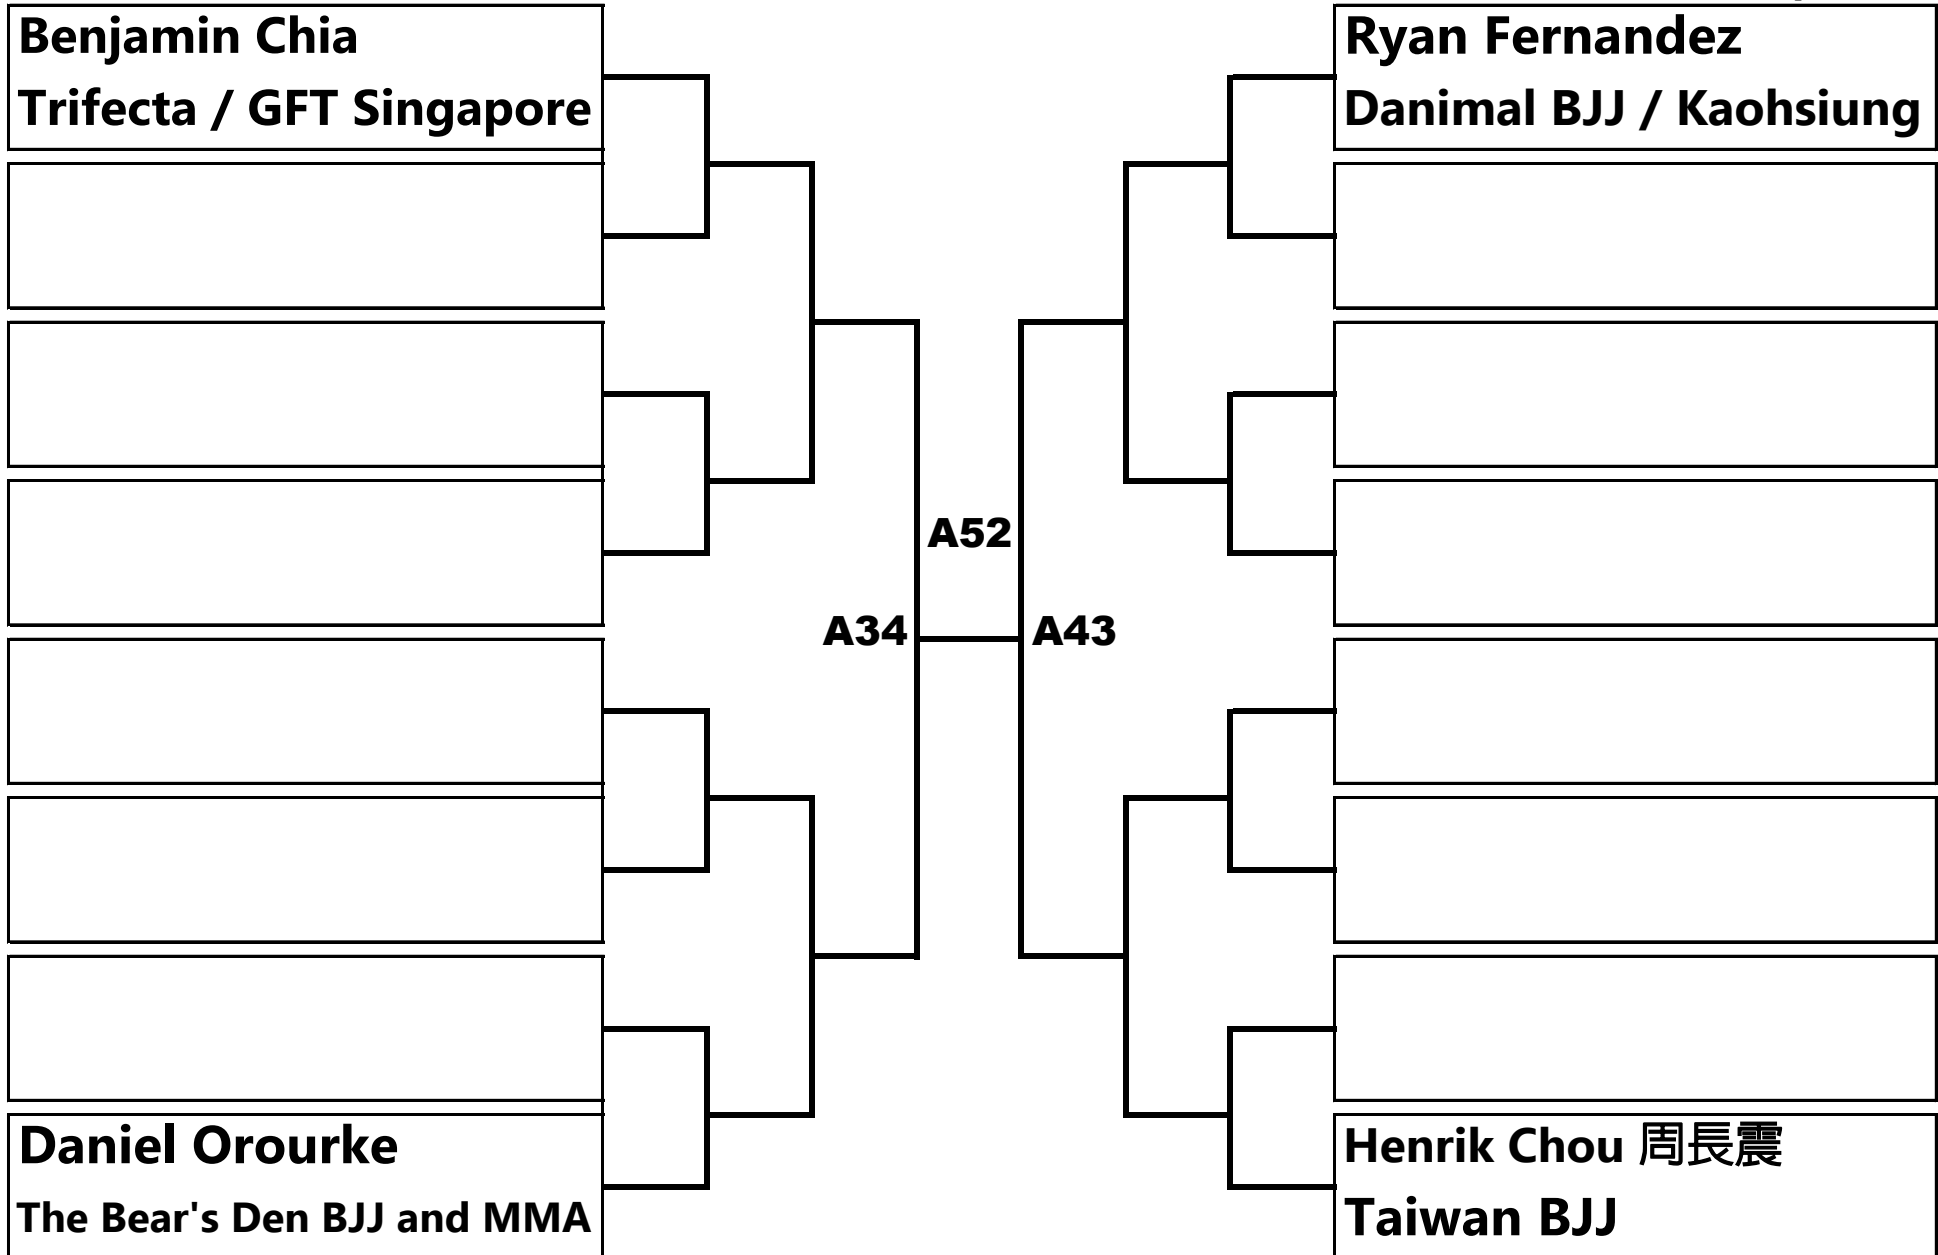 Benjamin Chia
Trifecta / GFT Singapore
Ryan Fernandez
Danimal BJJ / Kaohsiung
A52
A34
A43
Daniel Orourke
The Bear's Den BJJ and MMA
Henrik Chou 周長震
Taiwan BJJ